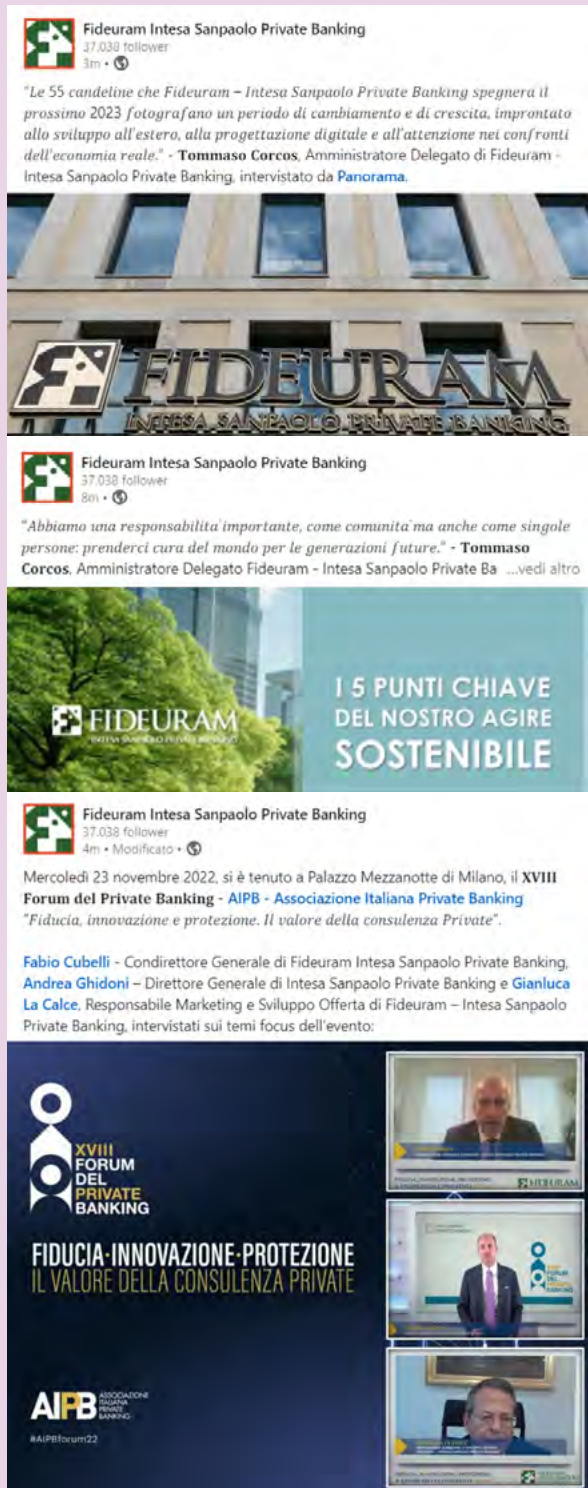 Fideuram Intesa Sanpaolo Private Banking
37.038 follower
3m •
"Le 55 candeline che Fideuram – Intesa Sanpaolo Private Banking spegnerà il
prossimo 2023 fotografano un periodo di cambiamento e di crescita, improntato
allo sviluppo all'estero, alla progettazione digitale e all'attenzione nei confronti
dell'economia reale." - Tommaso Corcos, Amministratore Delegato di Fideuram -
Intesa Sanpaolo Private Banking, intervistato da Panorama.
FIDEURAM
INTESA SANPAOLO PRIVATE BANKING
Fideuram Intesa Sanpaolo Private Banking
37.038 follower
8m •
"Abbiamo una responsabilita' importante, come comunita' ma anche come singole
persone: prenderci cura del mondo per le generazioni future." - Tommaso
Corcos, Amministratore Delegato Fideuram - Intesa Sanpaolo Private Ba ...vedi altro
FIDEURAM
INTESA SANPAOLO PRIVATE BANKING
I 5 PUNTI CHIAVE
DEL NOSTRO AGIRE
SOSTENIBILE
Fideuram Intesa Sanpaolo Private Banking
37.038 follower
4m • Modificato •
Mercoledì 23 novembre 2022, si è tenuto a Palazzo Mezzanotte di Milano, il XVIII
Forum del Private Banking - AIPB - Associazione Italiana Private Banking
"Fiducia, innovazione e protezione. Il valore della consulenza Private".
Fabio Cubelli - Condirettore Generale di Fideuram Intesa Sanpaolo Private Banking,
Andrea Ghidoni – Direttore Generale di Intesa Sanpaolo Private Banking e Gianluca
La Calce, Responsabile Marketing e Sviluppo Offerta di Fideuram – Intesa Sanpaolo
Private Banking, intervistati sui temi focus dell'evento:
XVIII
FORUM
DEL
PRIVATE
BANKING
FIDUCIA·INNOVAZIONE·PROTEZIONE
IL VALORE DELLA CONSULENZA PRIVATE
AIPB ASSOCIAZIONE
ITALIANA
PRIVATE
BANKING
#AIPBforum22
FIDEURAM